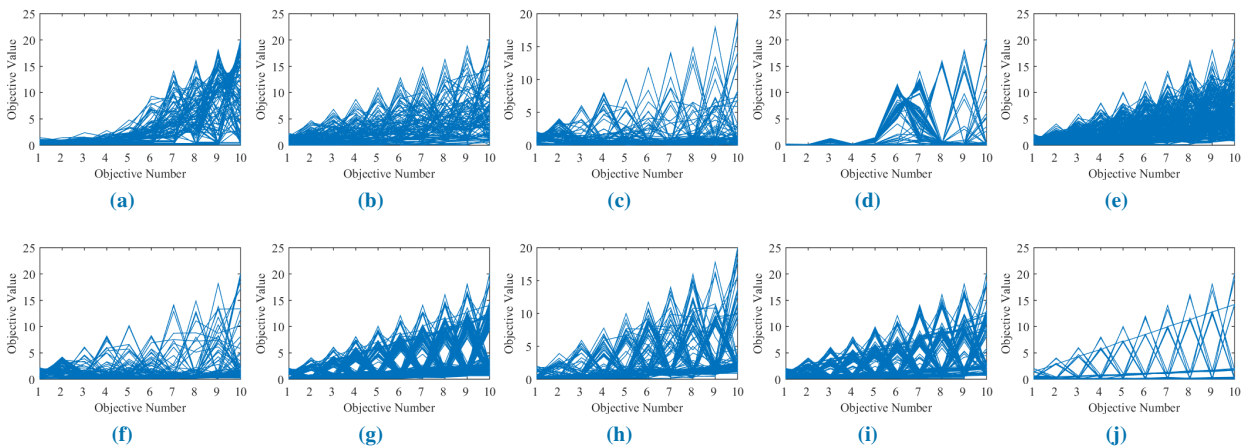 25 25 25 25 25
20 20 20 20 20
15 15 15 15 15
10 10 10 10 10
5 5 5 5 5
0 0 0 0 0
Objective Value Objective Value Objective Value Objective Value Objective Value
1 2 3 4 5 6 7 8 9 10 1 2 3 4 5 6 7 8 9 10 1 2 3 4 5 6 7 8 9 10 1 2 3 4 5 6 7 8 9 10 1 2 3 4 5 6 7 8 9 10
Objective Number Objective Number Objective Number Objective Number Objective Number
(a) (b) (c) (d) (e)
25 25 25 25 25
20 20 20 20 20
15 15 15 15 15
10 10 10 10 10
5 5 5 5 5
0 0 0 0 0
Objective Value Objective Value Objective Value Objective Value Objective Value
1 2 3 4 5 6 7 8 9 10 1 2 3 4 5 6 7 8 9 10 1 2 3 4 5 6 7 8 9 10 1 2 3 4 5 6 7 8 9 10 1 2 3 4 5 6 7 8 9 10
Objective Number Objective Number Objective Number Objective Number Objective Number
(f) (g) (h) (i) (j)